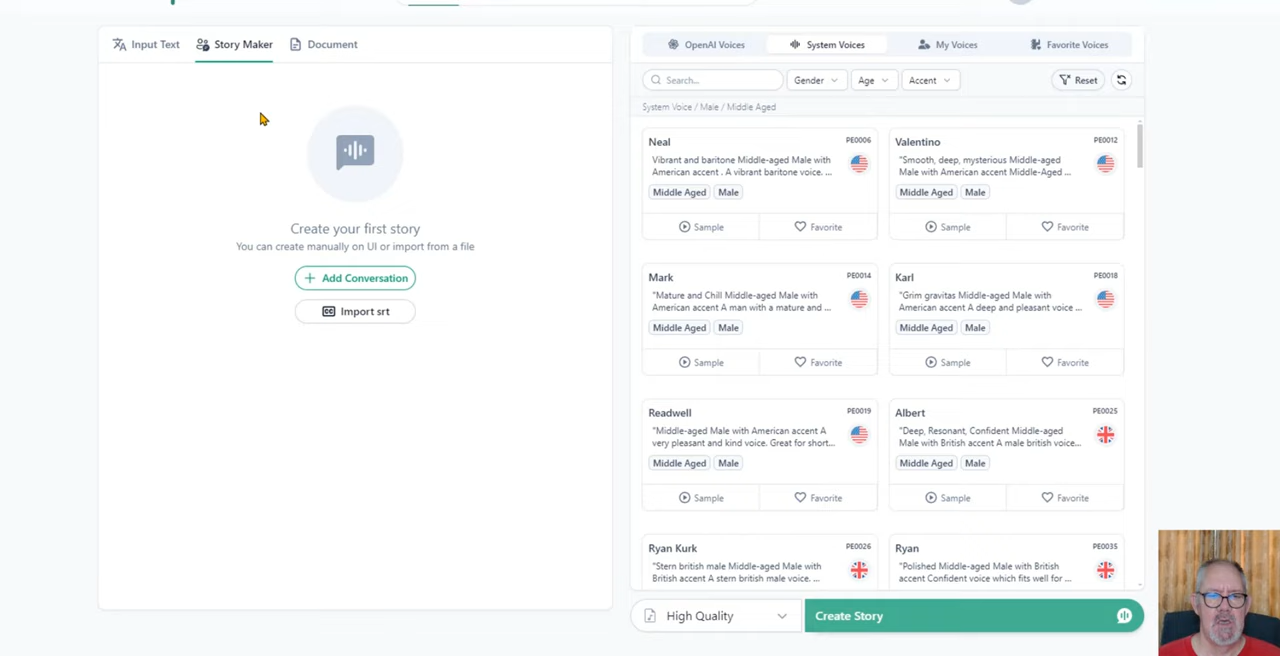 Input Text
Story Maker
Document
Create your first story
You can create manually on UI or import from a file
+ Add Conversation
CC Import srt
OpenAI Voices
System Voices
My Voices
Favorite Voices
Search...
Gender
Age
Accent
Reset
System Voice / Male / Middle Aged
Neal
PE0006
Vibrant and baritone Middle-aged Male with
American accent . A vibrant baritone voice. ...
Middle Aged Male
Sample
Favorite
Valentino
PE0012
"Smooth, deep, mysterious Middle-aged
Male with American accent Middle-Aged ...
Middle Aged Male
Sample
Favorite
Mark
PE0014
"Mature and Chill Middle-aged Male with
American accent A man with a mature and ...
Middle Aged Male
Sample
Favorite
Karl
PE0018
"Grim gravitas Middle-aged Male with
American accent A deep and pleasant voice ...
Middle Aged Male
Sample
Favorite
Readwell
PE0019
"Middle-aged Male with American accent A
very pleasant and kind voice. Great for short...
Middle Aged Male
Sample
Favorite
Albert
PE0025
"Deep, Resonant, Confident Middle-aged
Male with British accent A male british voice...
Middle Aged Male
Sample
Favorite
Ryan Kurk
PE0026
"Stern british male Middle-aged Male with
British accent A stern british male voice. ...
Ryan
PE0035
"Polished Middle-aged Male with British
accent Confident voice which fits well for ...
High Quality
Create Story